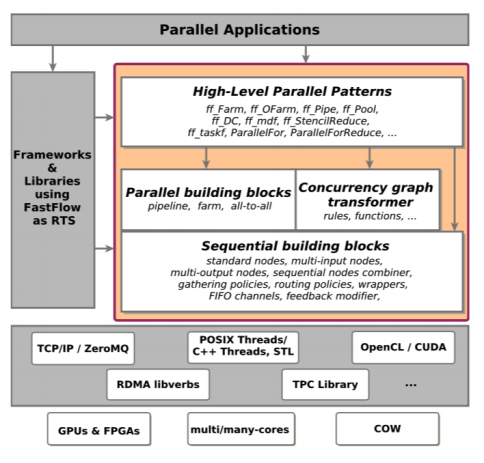 Parallel Applications
High-Level Parallel Patterns
ff_Farm, ff_OFarm, ff_Pipe, ff_Pool,
ff_DC, ff_mdf, ff_StencilReduce,
ff_taskf, ParallelFor, ParallelForReduce, ...
Frameworks
&
Libraries
using
FastFlow
as RTS
Parallel building blocks
pipeline, farm, all-to-all
Concurrency graph
transformer
rules, functions, ...
Sequential building blocks
standard nodes, multi-input nodes,
multi-output nodes, sequential nodes combiner,
gathering policies, routing policies, wrappers,
FIFO channels, feedback modifier,
TCP/IP / ZeroMQ
POSIX Threads/
C++ Threads, STL
OpenCL / CUDA
RDMA libverbs
TPC Library
...
GPUs & FPGAs
multi/many-cores
COW